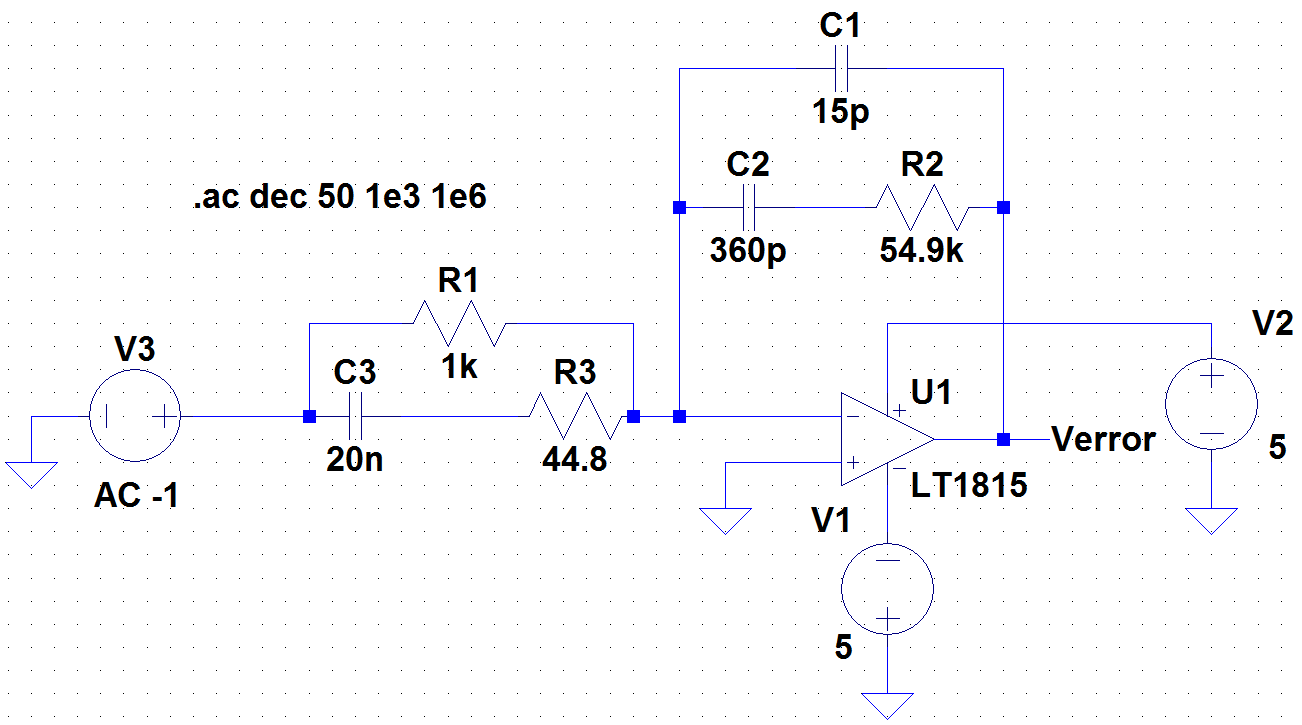 C1
15p
C2
R2
.ac dec 50 1e3 1e6
360p
54.9k
R1
V2
V3
1k
C3
R3
U1
+
-
+
-
+
+
-
-
Verror
5
20n
44.8
AC -1
LT1815
V1
-
+
5